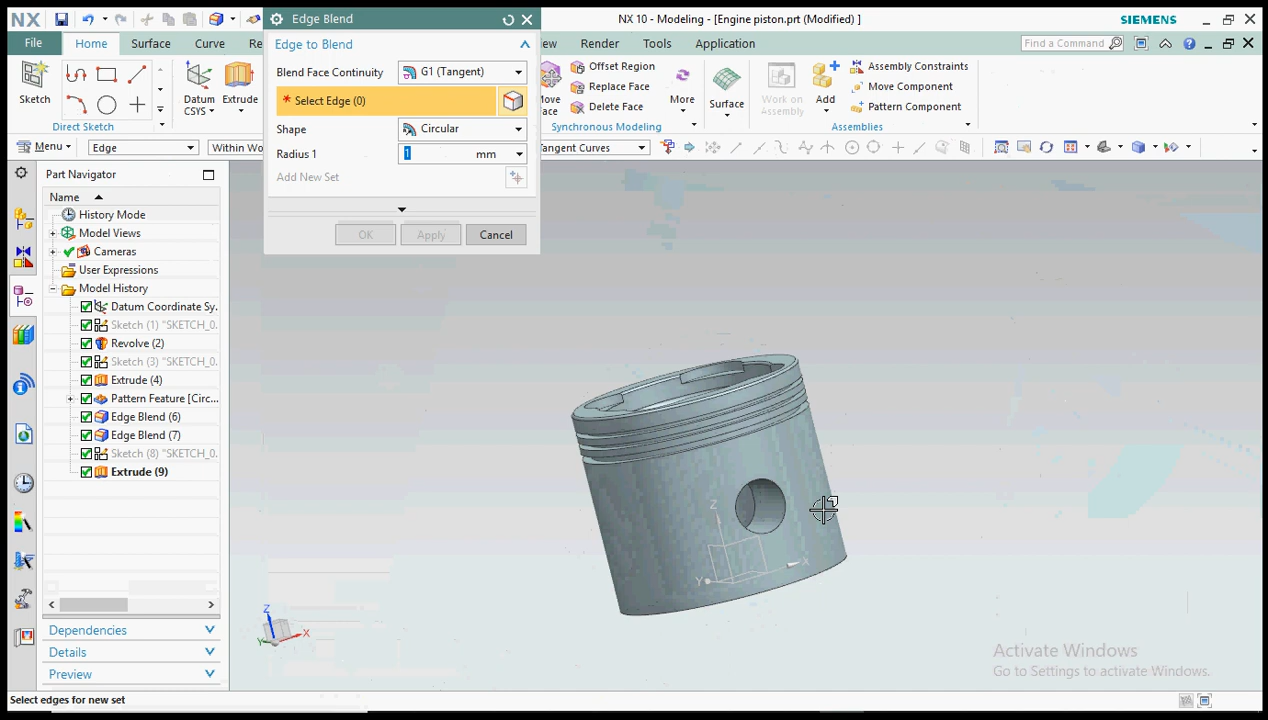 NX
Edge Blend
NX 10 - Modeling - [Engine piston.prt (Modified) ]
SIEMENS
File
Home
Surface
Curve
Re
ew
Render
Tools
Application
Find a Command
Sketch
Direct Sketch
Datum
CSYS
Extrude
Edge to Blend
Blend Face Continuity
G1 (Tangent)
* Select Edge (0)
Shape
Circular
Radius 1
1
mm
Add New Set
OK
Apply
Cancel
Move
Face
Offset Region
Replace Face
Delete Face
More
Synchronous Modeling
Surface
Work on
Assembly
Add
Assembly Constraints
Move Component
Pattern Component
Assemblies
Menu
Edge
Within Wo
Tangent Curves
Part Navigator
Name
History Mode
Model Views
Cameras
User Expressions
Model History
Datum Coordinate Sy.
Sketch (1) "SKETCH_0.
Revolve (2)
Sketch (3) "SKETCH_0.
Extrude (4)
Pattern Feature [Circ...
Edge Blend (6)
Edge Blend (7)
Sketch (8) "SKETCH_0.
Extrude (9)
Dependencies
Details
Preview
Z
X
Y
Z
X
Y
Activate Windows
Go to Settings to activate Windows.
Select edges for new set